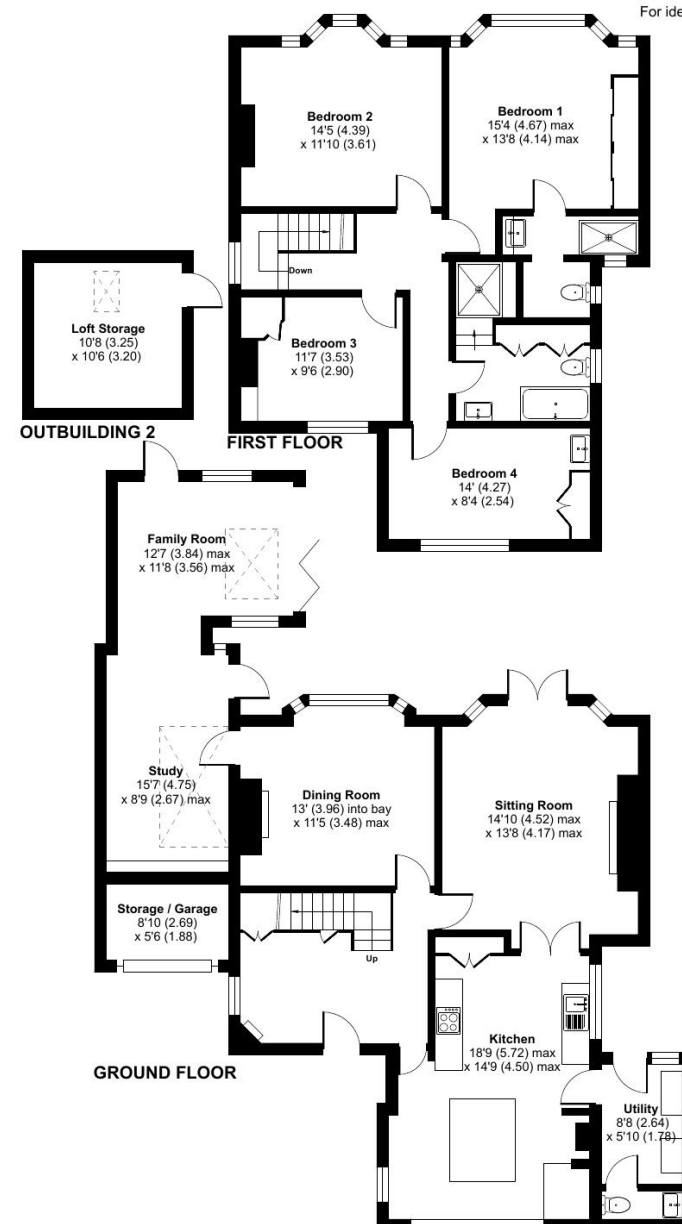 For ide
Bedroom 2
14'5 (4.39)
x 11'10 (3.61)
Bedroom 1
15'4 (4.67) max
x 13'8 (4.14) max
Down
Loft Storage
10'8 (3.25)
x 10'6 (3.20)
Bedroom 3
11'7 (3.53)
x 9'6 (2.90)
OUTBUILDING 2
FIRST FLOOR
Bedroom 4
14' (4.27)
x 8'4 (2.54)
Family Room
12'7 (3.84) max
x 11'8 (3.56) max
Study
15'7 (4.75)
x 8'9 (2.67) max
Dining Room
13' (3.96) into bay
x 11'5 (3.48) max
Sitting Room
14'10 (4.52) max
x 13'8 (4.17) max
Storage / Garage
8'10 (2.69)
x 5'6 (1.88)
Up
Kitchen
18'9 (5.72) max
x 14'9 (4.50) max
GROUND FLOOR
Utility
8'8 (2.64)
x 5'10 (1.78)